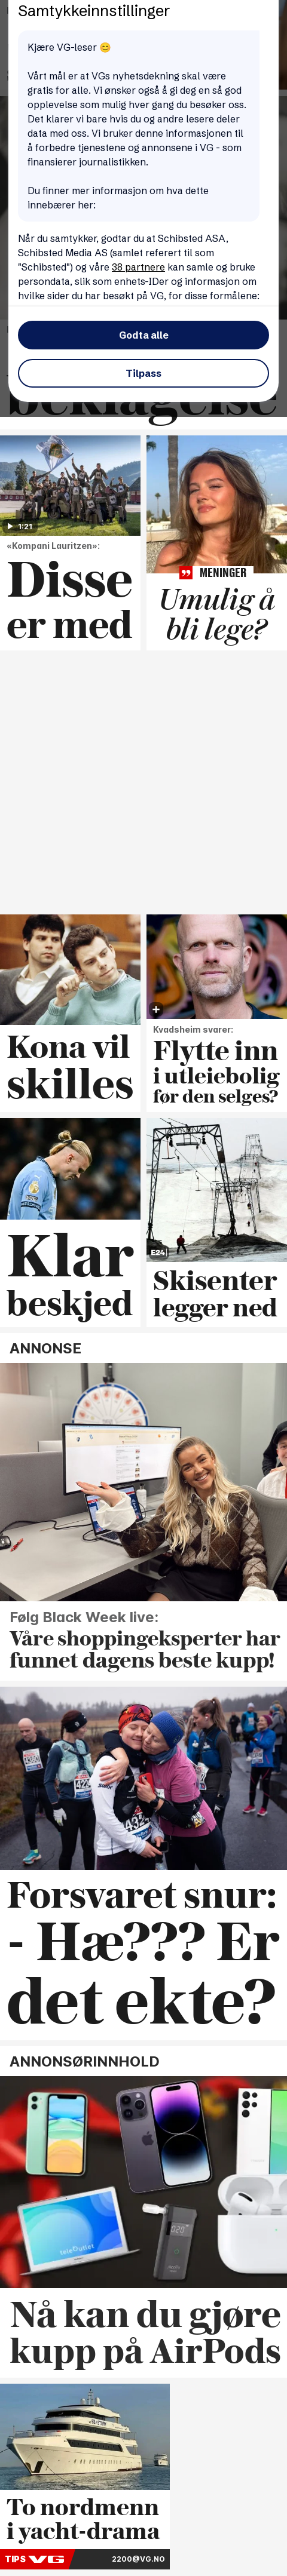 Samtykkeinnstillinger
Kjære VG-leser 😊
Vårt mål er at VGs nyhetsdekning skal være
gratis for alle. Vi ønsker også å gi deg en så god
opplevelse som mulig hver gang du besøker oss.
Det klarer vi bare hvis du og andre lesere deler
data med oss. Vi bruker denne informasjonen til
å forbedre tjenestene og annonsene i VG - som
finansierer journalistikken.
Du finner mer informasjon om hva dette
innebærer her:
Når du samtykker, godtar du at Schibsted ASA,
Schibsted Media AS (samlet referert til som
"Schibsted") og våre 38 partnere kan samle og bruke
persondata, slik som enhets-IDer og informasjon om
hvilke sider du har besøkt på VG, for disse formålene:
Godta alle
Tilpass
beklagelse
1:21
«Kompani Lauritzen»:
Disse
er med
MENINGER
Umulig å
bli lege?
Kona vil
skilles
Kvadsheim svarer:
Flytte inn
i utleiebolig
før den selges?
Klar
beskjed
E24
Skisenter
legger ned
ANNONSE
Følg Black Week live:
Våre shoppingeksperter har
funnet dagens beste kupp!
Forsvaret snur:
- Hæ??? Er
det ekte?
ANNONSØRINNHOLD
teleOutlet
Nå kan du gjøre
kupp på AirPods
To nordmenn
i yacht-drama
TIPS VG 2200@VG.NO